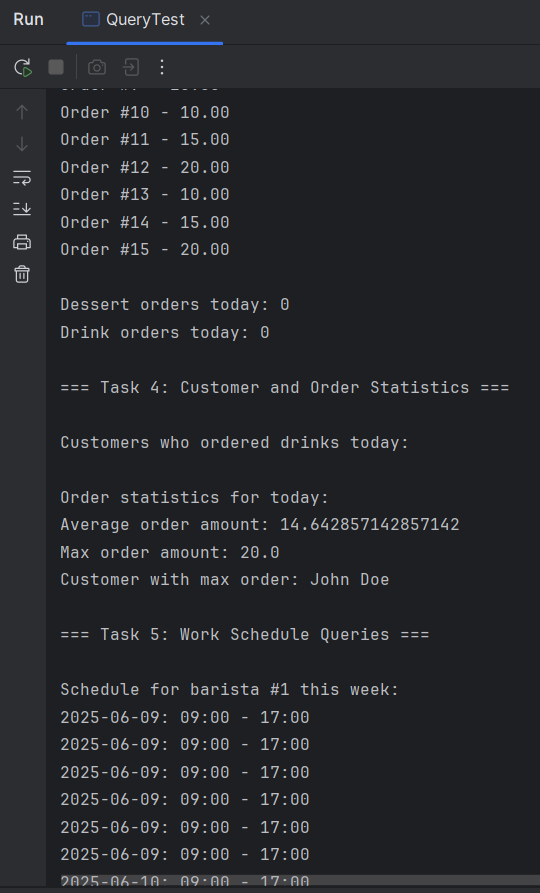 Run QueryTest
Order #10 - 10.00
Order #11 - 15.00
Order #12 - 20.00
Order #13 - 10.00
Order #14 - 15.00
Order #15 - 20.00
Dessert orders today: 0
Drink orders today: 0
=== Task 4: Customer and Order Statistics ===
Customers who ordered drinks today:
Order statistics for today:
Average order amount: 14.642857142857142
Max order amount: 20.0
Customer with max order: John Doe
=== Task 5: Work Schedule Queries ===
Schedule for barista #1 this week:
2025-06-09: 09:00 - 17:00
2025-06-09: 09:00 - 17:00
2025-06-09: 09:00 - 17:00
2025-06-09: 09:00 - 17:00
2025-06-09: 09:00 - 17:00
2025-06-09: 09:00 - 17:00
2025-06-10: 09:00 - 17:00